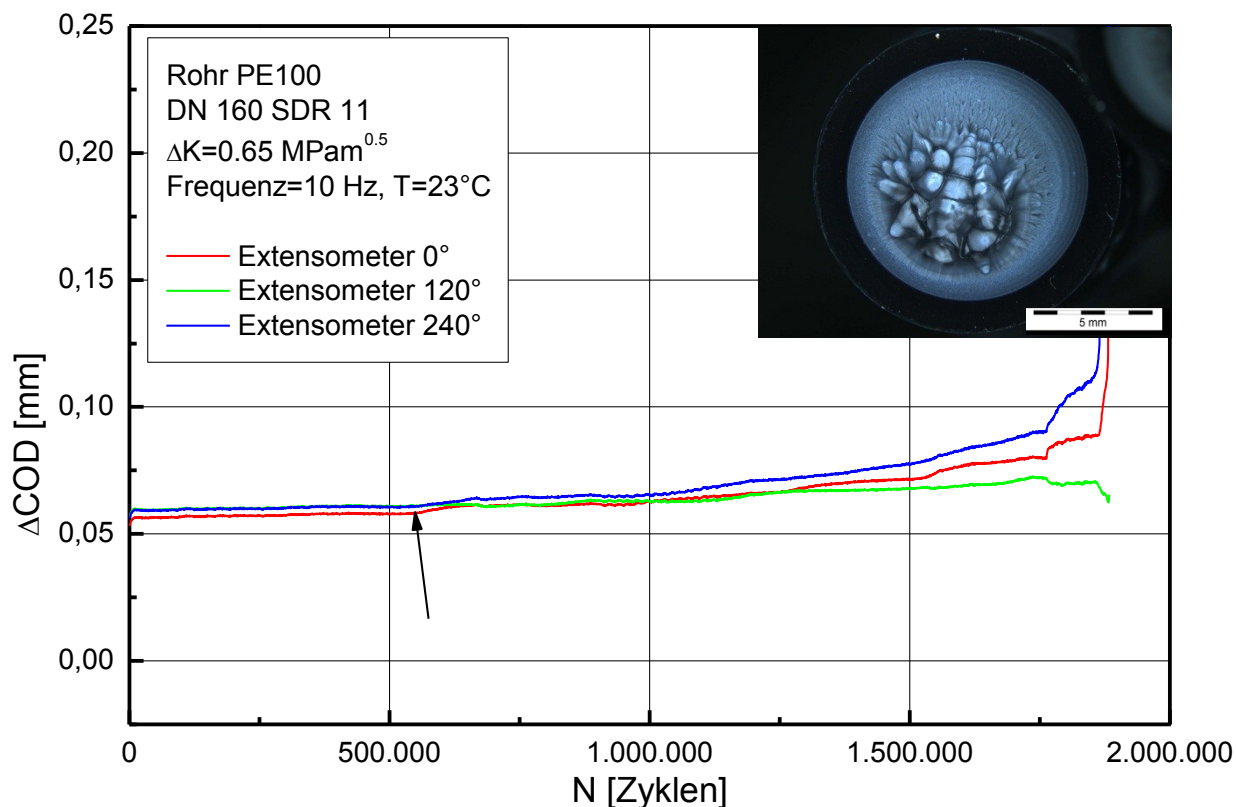 0,25
0,20
0,15
0,10
0,05
0,00
ΔCOD [mm]
Rohr PE100
DN 160 SDR 11
ΔK=0.65 MPam^0.5
Frequenz=10 Hz, T=23°C
Extensometer 0°
Extensometer 120°
Extensometer 240°
5 mm
0
500.000
1.000.000
1.500.000
2.000.000
N [Zyklen]